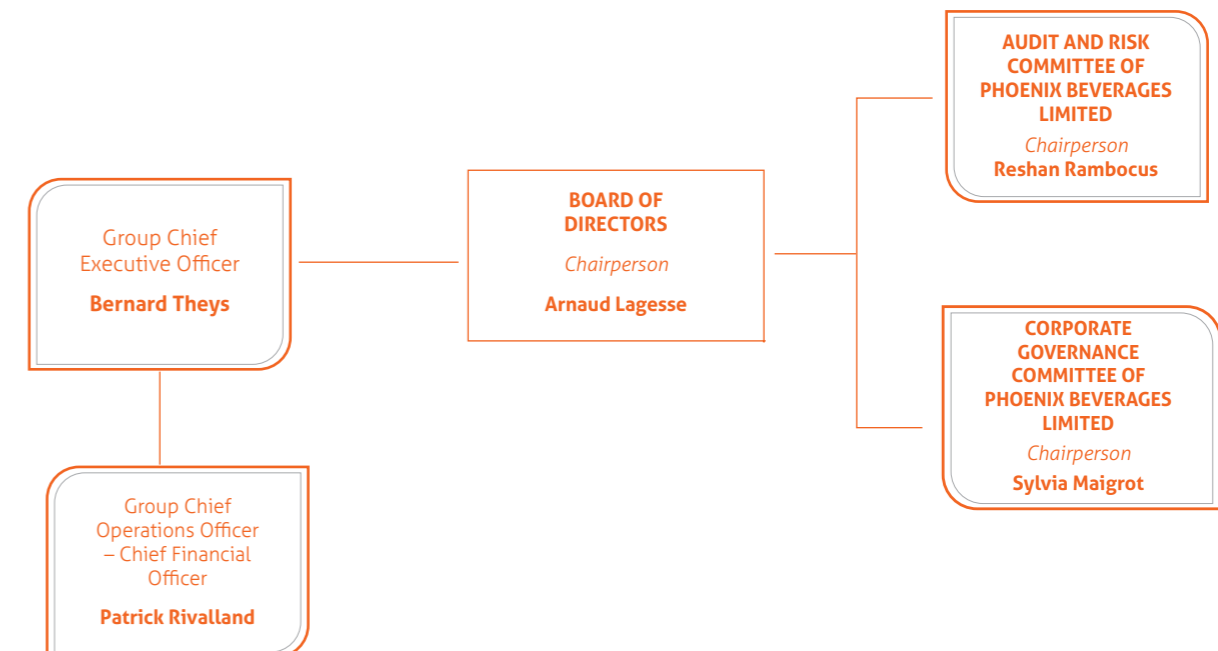 AUDIT AND RISK
COMMITTEE OF
PHOENIX BEVERAGES
LIMITED
Chairperson
Reshan Rambocus
Group Chief
Executive Officer
Bernard Theys
BOARD OF
DIRECTORS
Chairperson
Arnaud Lagesse
CORPORATE
GOVERNANCE
COMMITTEE OF
PHOENIX BEVERAGES
LIMITED
Chairperson
Sylvia Maigrot
Group Chief
Operations Officer
– Chief Financial
Officer
Patrick Rivalland